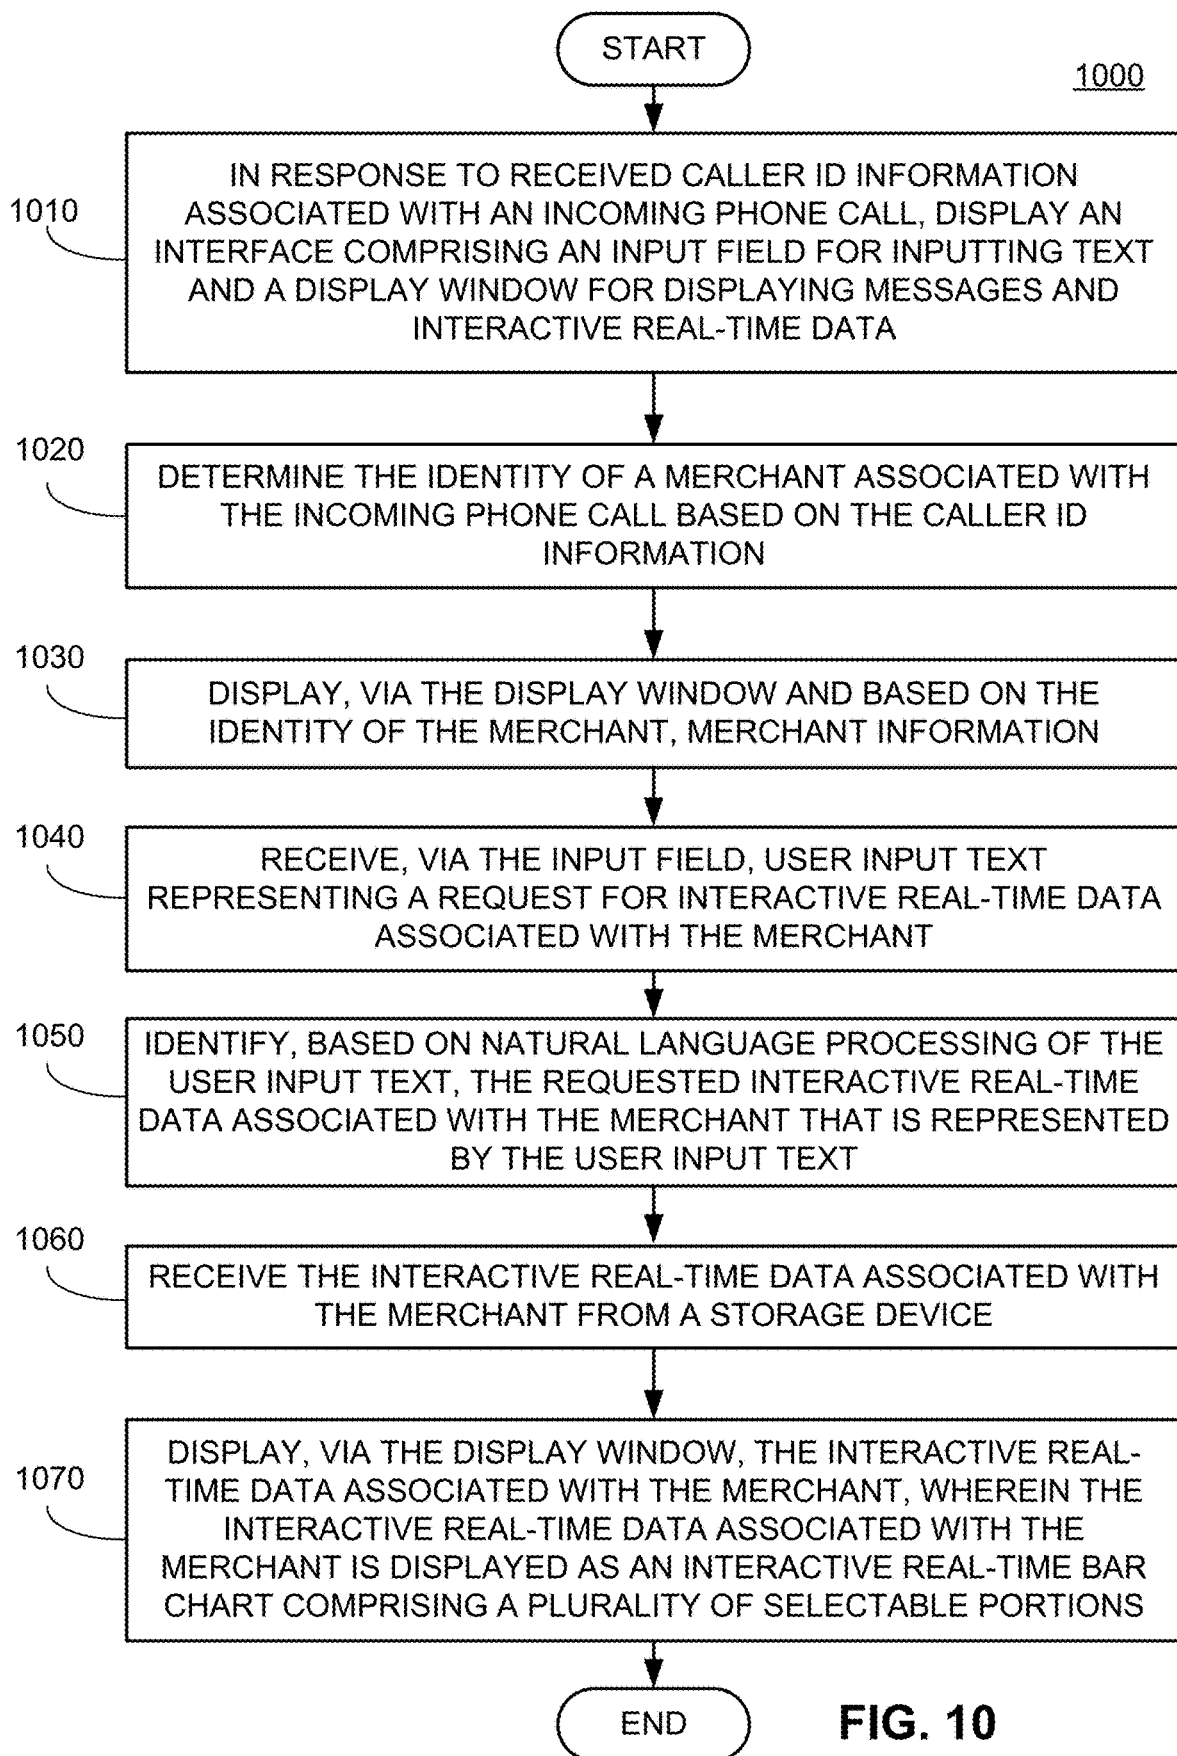 START
1000
1010
IN RESPONSE TO RECEIVED CALLER ID INFORMATION
ASSOCIATED WITH AN INCOMING PHONE CALL, DISPLAY AN
INTERFACE COMPRISING AN INPUT FIELD FOR INPUTTING TEXT
AND A DISPLAY WINDOW FOR DISPLAYING MESSAGES AND
INTERACTIVE REAL-TIME DATA
1020
DETERMINE THE IDENTITY OF A MERCHANT ASSOCIATED WITH
THE INCOMING PHONE CALL BASED ON THE CALLER ID
INFORMATION
1030
DISPLAY, VIA THE DISPLAY WINDOW AND BASED ON THE
IDENTITY OF THE MERCHANT, MERCHANT INFORMATION
1040
RECEIVE, VIA THE INPUT FIELD, USER INPUT TEXT
REPRESENTING A REQUEST FOR INTERACTIVE REAL-TIME DATA
ASSOCIATED WITH THE MERCHANT
1050
IDENTIFY, BASED ON NATURAL LANGUAGE PROCESSING OF THE
USER INPUT TEXT, THE REQUESTED INTERACTIVE REAL-TIME
DATA ASSOCIATED WITH THE MERCHANT THAT IS REPRESENTED
BY THE USER INPUT TEXT
1060
RECEIVE THE INTERACTIVE REAL-TIME DATA ASSOCIATED WITH
THE MERCHANT FROM A STORAGE DEVICE
1070
DISPLAY, VIA THE DISPLAY WINDOW, THE INTERACTIVE REAL-
TIME DATA ASSOCIATED WITH THE MERCHANT, WHEREIN THE
INTERACTIVE REAL-TIME DATA ASSOCIATED WITH THE
MERCHANT IS DISPLAYED AS AN INTERACTIVE REAL-TIME BAR
CHART COMPRISING A PLURALITY OF SELECTABLE PORTIONS
END
FIG. 10